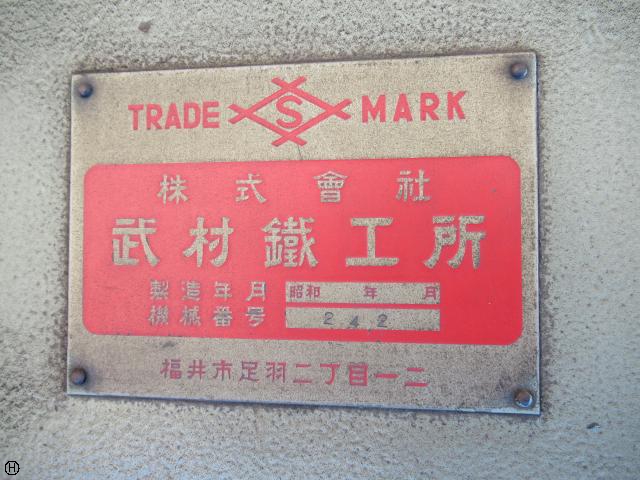 TRADE S MARK
株式會社
武村鐵工所
製造年月 昭和 年 月
機械番号 242
福井市足羽二丁目一二
H